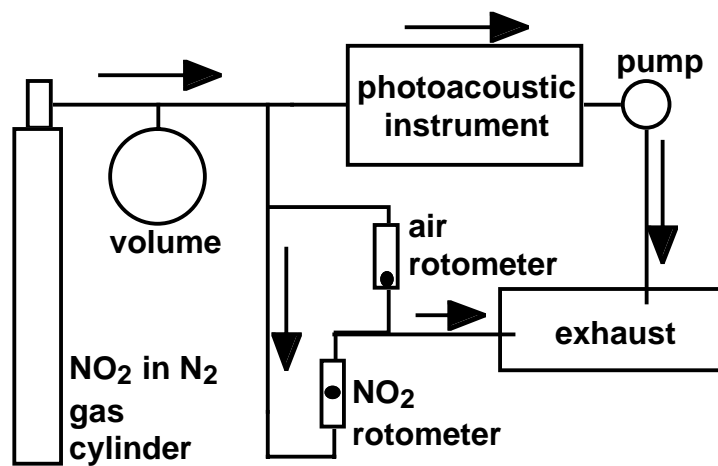 pump
photoacoustic
instrument
volume
air
rotometer
exhaust
NO2 in N2
gas
cylinder
NO2
rotometer